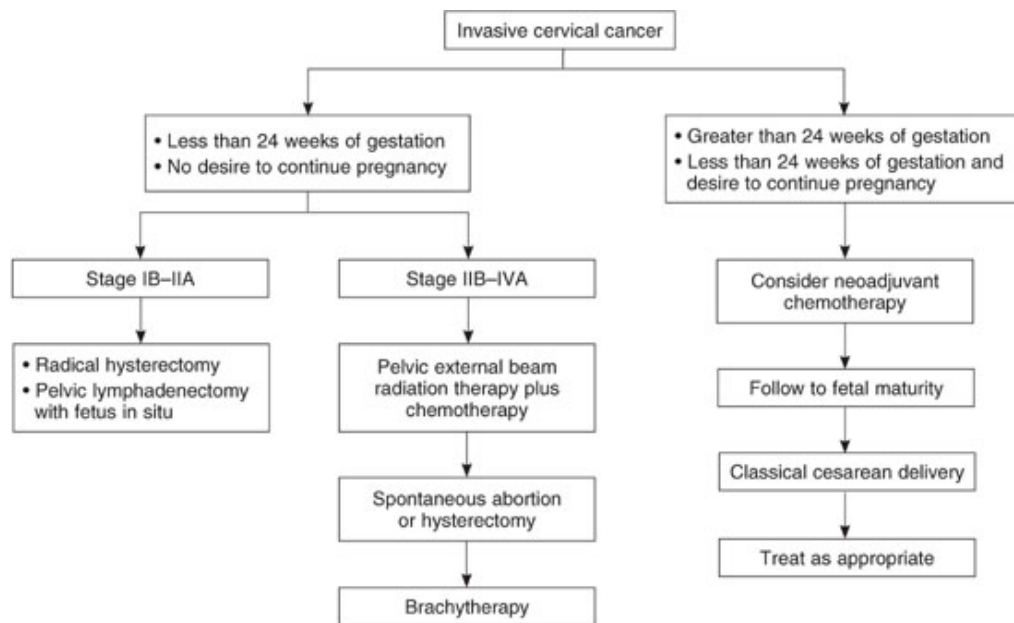 Invasive cervical cancer
• Less than 24 weeks of gestation
• No desire to continue pregnancy
• Greater than 24 weeks of gestation
• Less than 24 weeks of gestation and
desire to continue pregnancy
Stage IB–IIA
Stage IIB–IVA
Consider neoadjuvant
chemotherapy
• Radical hysterectomy
• Pelvic lymphadenectomy
with fetus in situ
Pelvic external beam
radiation therapy plus
chemotherapy
Follow to fetal maturity
Classical cesarean delivery
Spontaneous abortion
or hysterectomy
Treat as appropriate
Brachytherapy